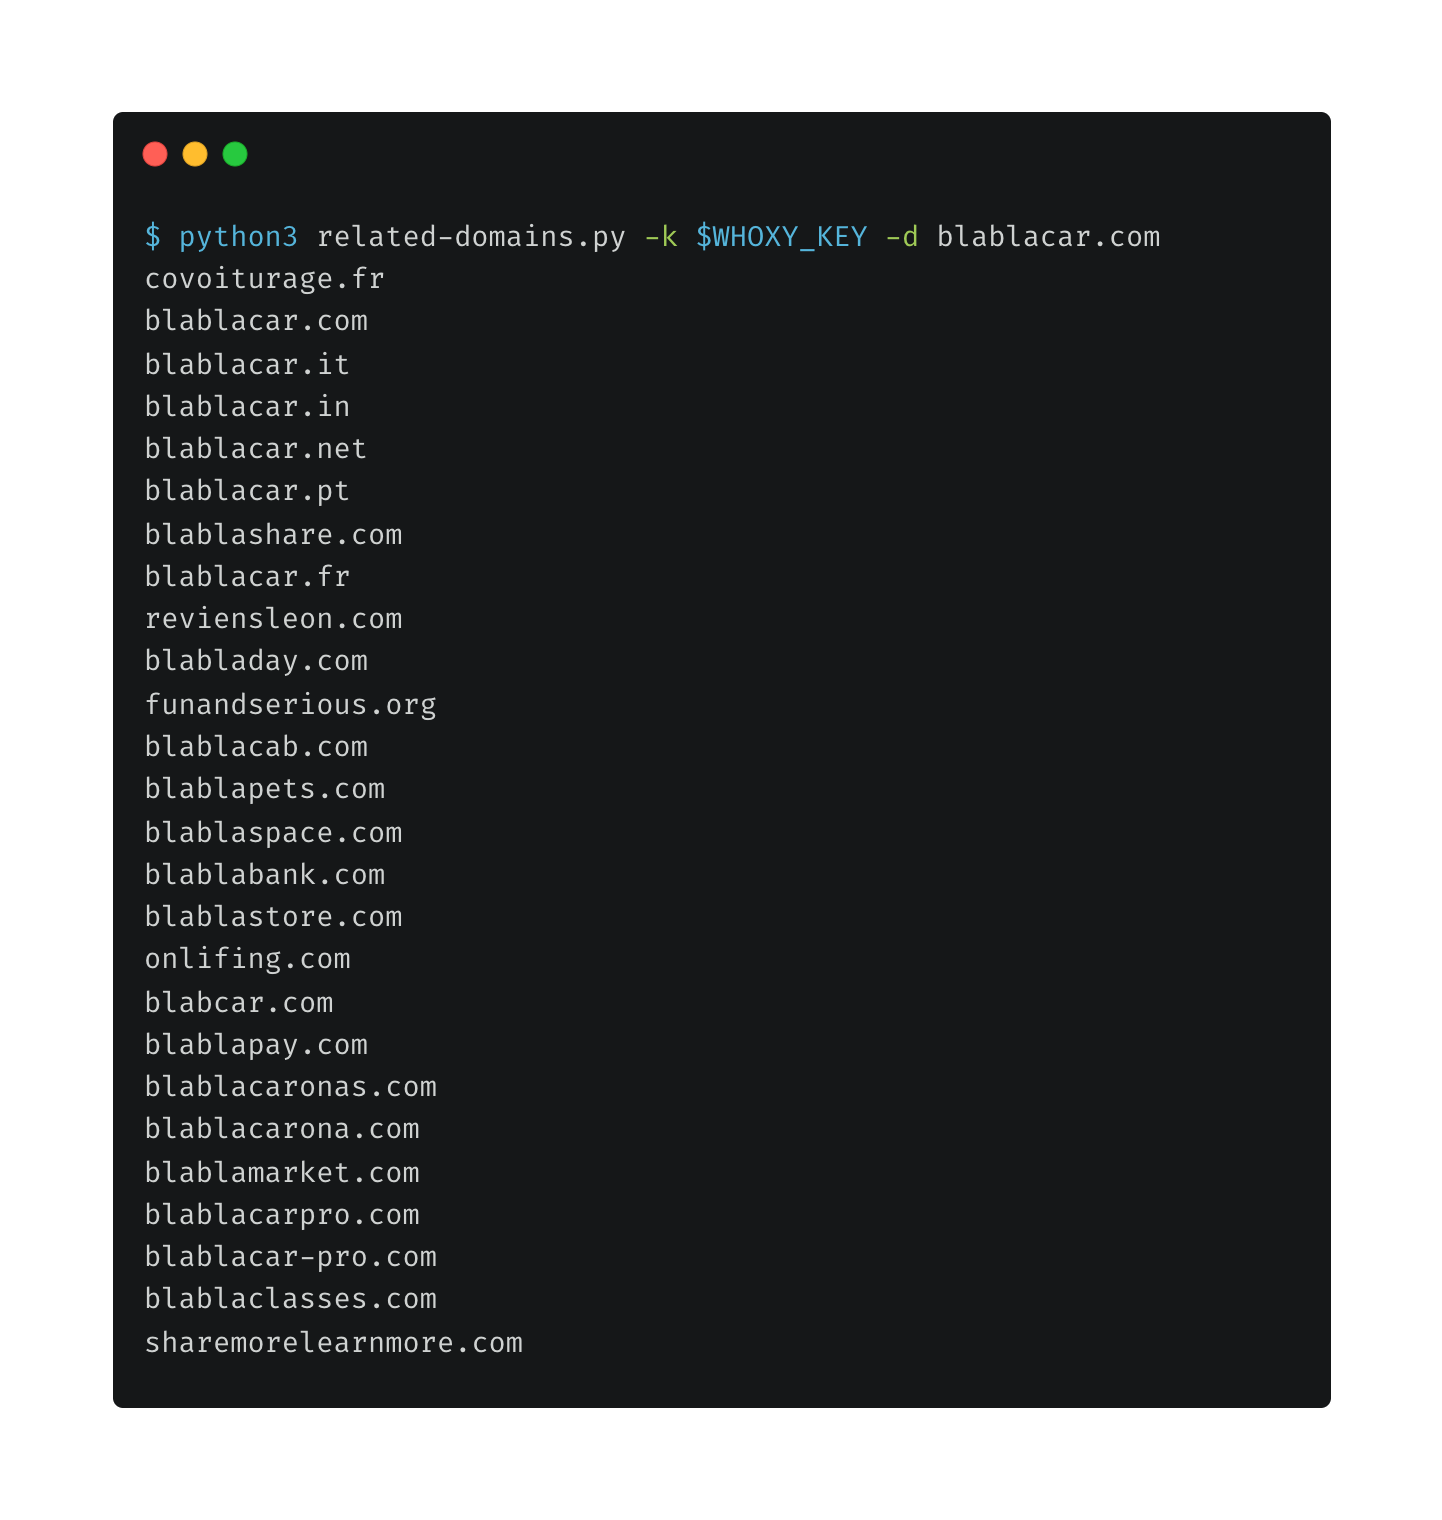 $ python3 related-domains.py -k $WHOXY_KEY -d blablacar.com
covoiturage.fr
blablacar.com
blablacar.it
blablacar.in
blablacar.net
blablacar.pt
blablashare.com
blablacar.fr
reviensleon.com
blabladay.com
funandserious.org
blablacab.com
blablapets.com
blablaspace.com
blablabank.com
blablastore.com
onlifing.com
blabcar.com
blablapay.com
blablacaronas.com
blablacarona.com
blablamarket.com
blablacarpro.com
blablacar-pro.com
blablaclasses.com
sharemorelearnmore.com